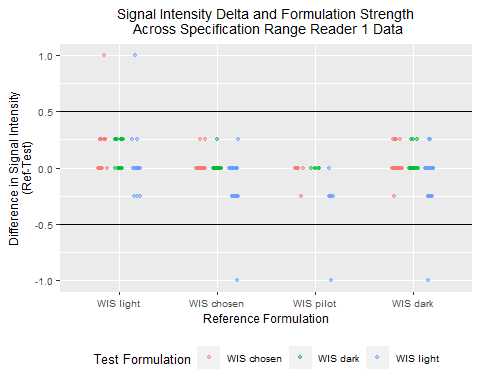 Signal Intensity Delta and Formulation Strength
Across Specification Range Reader 1 Data
Difference in Signal Intensity
(Ref-Test)
1.0
0.5
0.0
-0.5
-1.0
WIS light WIS chosen WIS pilot WIS dark
Reference Formulation
Test Formulation WIS chosen WIS dark WIS light